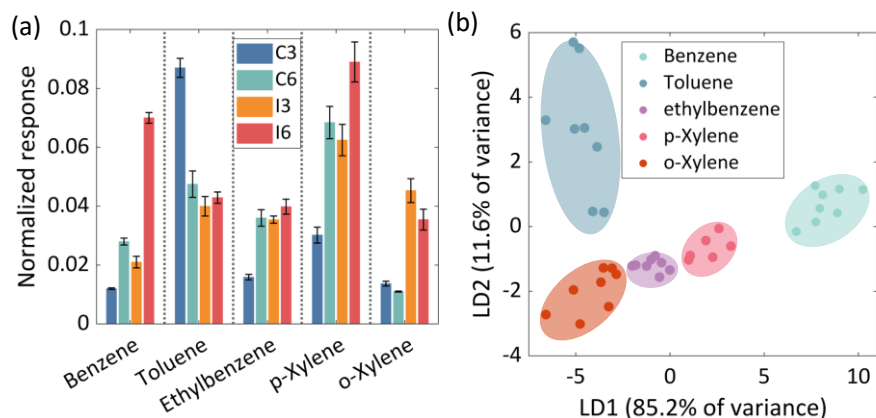 (a)
Normalized response
0.1
0.08
0.06
0.04
0.02
0
C3
C6
I3
I6
Benzene
Toluene
Ethylbenzene
p-Xylene
o-Xylene
(b)
LD2 (11.6% of variance)
6
4
2
0
-2
-4
Benzene
Toluene
ethylbenzene
p-Xylene
o-Xylene
-5
0
5
10
LD1 (85.2% of variance)